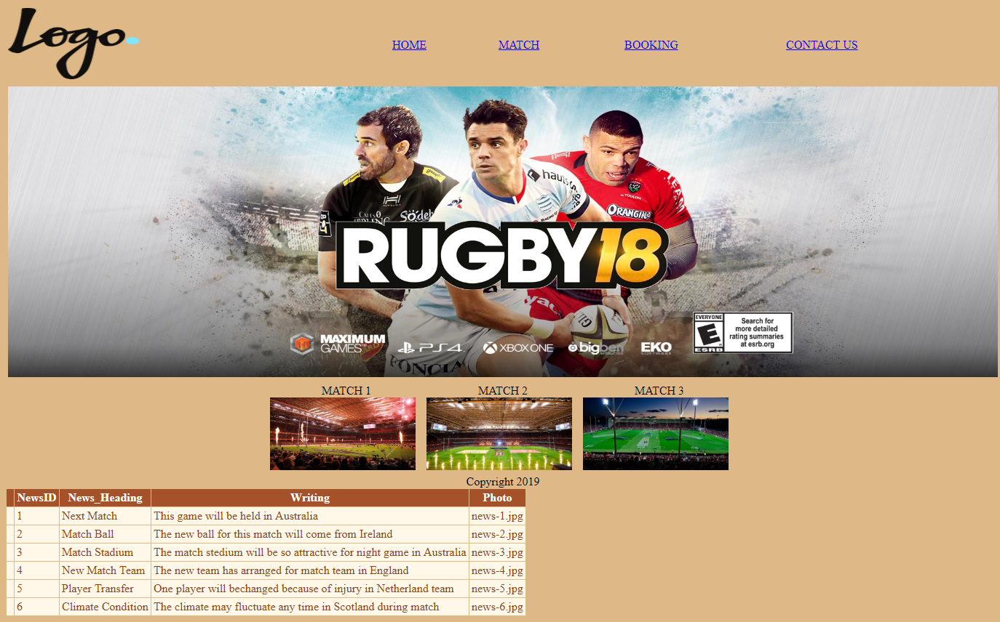 Logo
HOME MATCH BOOKING CONTACT US
hauts
TOULON
ORANGINA
RUGBY 18
GILL
EVERYONE
E
ESRB
Search for
more detailed
rating summaries
at esrb.org
MAXIMUM
GAMES
PS4
XBOX ONE
bigben
INTERACTIVE
EKO
SOFTWARE
MATCH 1 MATCH 2 MATCH 3
Copyright 2019
NewsID News_Heading Writing Photo
1 Next Match This game will be held in Australia news-1.jpg
2 Match Ball The new ball for this match will come from Ireland news-2.jpg
3 Match Stadium The match stedium will be so attractive for night game in Australia news-3.jpg
4 New Match Team The new team has arranged for match team in England news-4.jpg
5 Player Transfer One player will bechanged because of injury in Netherland team news-5.jpg
6 Climate Condition The climate may fluctuate any time in Scotland during match news-6.jpg